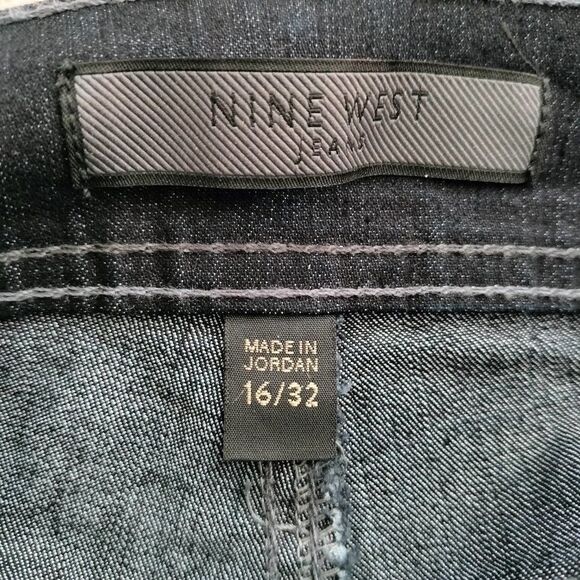 NINE WEST
JEANS
MADE IN
JORDAN
16/32